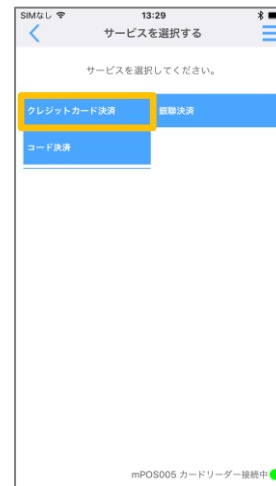 SIMなし 13:29
サービスを選択する
サービスを選択してください。
クレジットカード決済 銀聯決済
コード決済
mPOS005 カードリーダー接続中